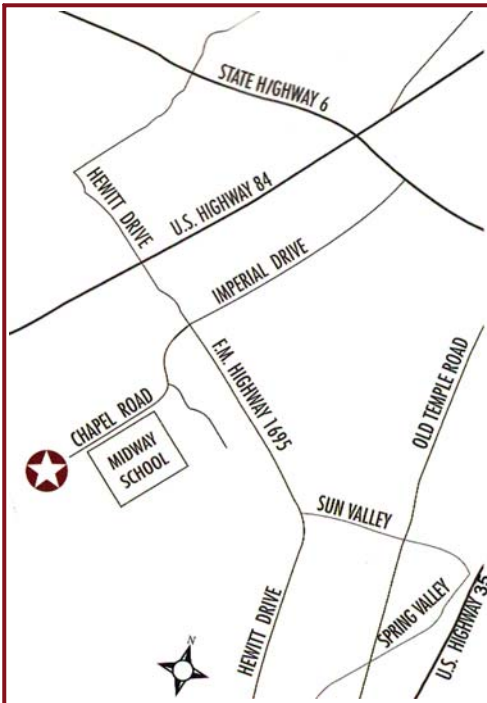 STATE HIGHWAY 6
HEWITT DRIVE
U.S. HIGHWAY 84
IMPERIAL DRIVE
F.M. HIGHWAY 1695
OLD TEMPLE ROAD
CHAPEL ROAD
MIDWAY
SCHOOL
SUN VALLEY
SPRING VALLEY
HEWITT DRIVE
U.S. HIGHWAY 35
N